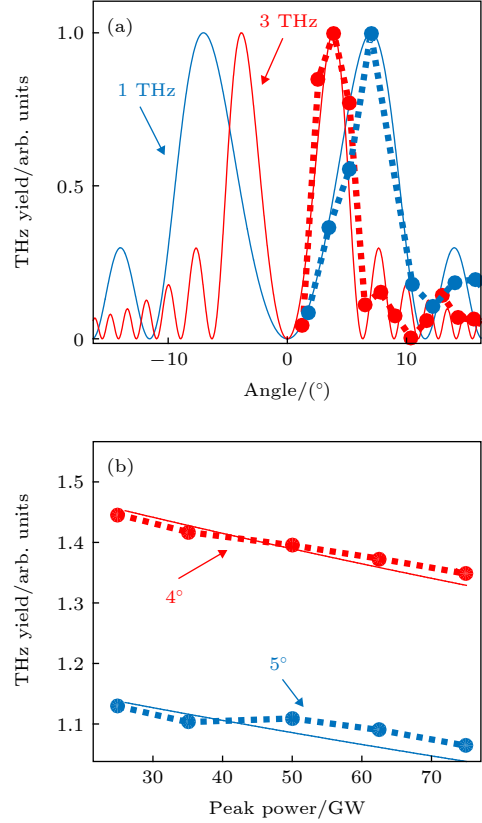 (a)
3 THz
1 THz
THz yield/arb. units
1.0
0.5
0
−10
0
10
Angle/(°)
(b)
THz yield/arb. units
1.5
1.4
1.3
1.2
1.1
4°
5°
30
40
50
60
70
Peak power/GW